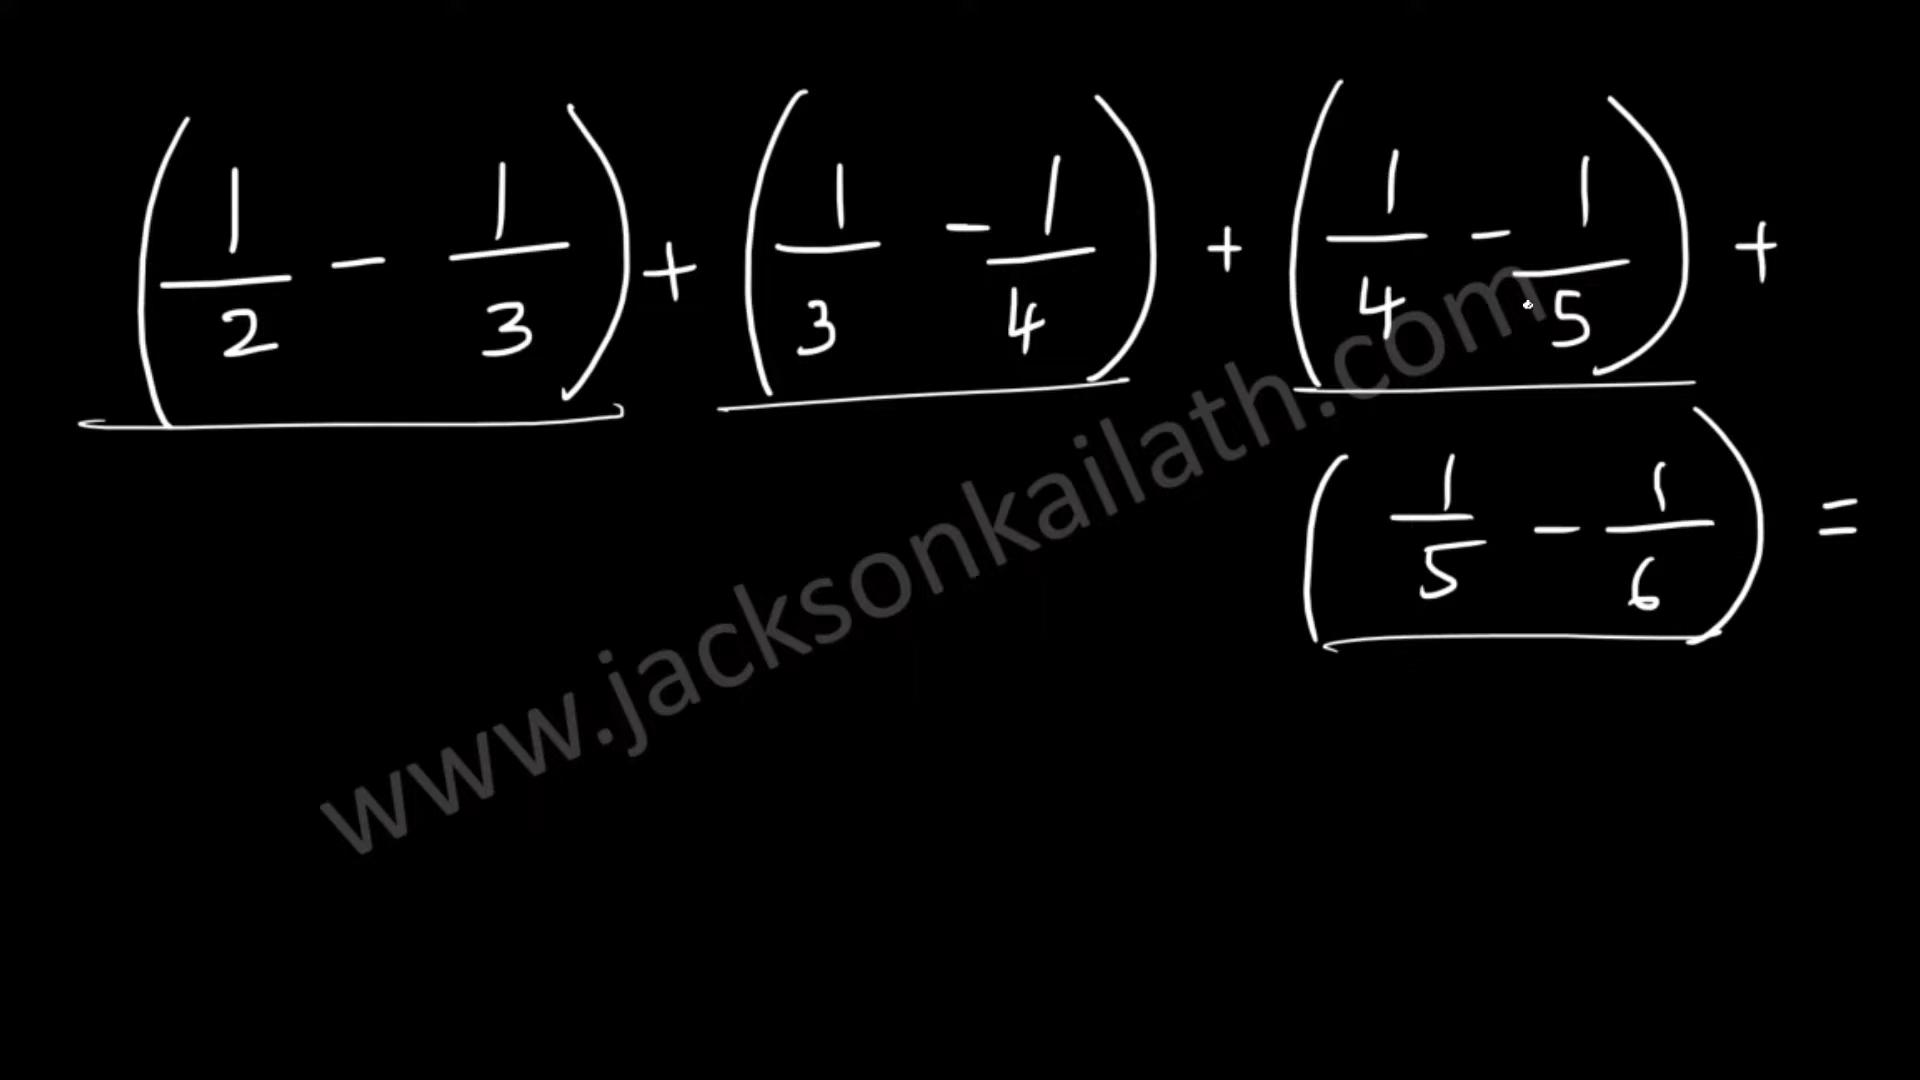 (1/2 - 1/3) + (1/3 - 1/4) + (1/4 - 1/5) +
(1/5 - 1/6) =
www.jacksonkailath.com